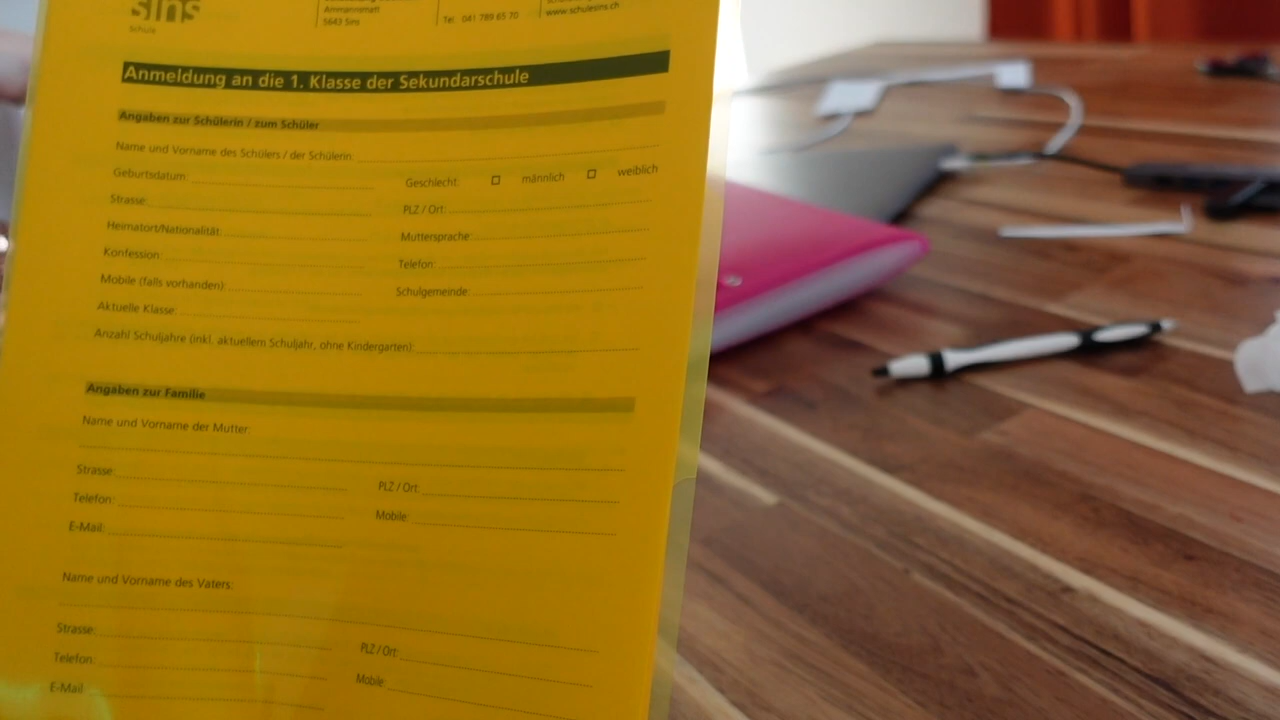 sins
Schule
Ammannsmatt
5643 Sins
Tel. 041 789 65 70
www.schulesins.ch
Anmeldung an die 1. Klasse der Sekundarschule
Angaben zur Schülerin / zum Schüler
Name und Vorname des Schülers / der Schülerin:
Geburtsdatum: Geschlecht: männlich weiblich
Strasse: PLZ / Ort:
Heimatort/Nationalität: Muttersprache:
Konfession: Telefon:
Mobile (falls vorhanden): Schulgemeinde:
Aktuelle Klasse:
Anzahl Schuljahre (inkl. aktuellem Schuljahr, ohne Kindergarten):
Angaben zur Familie
Name und Vorname der Mutter:
Strasse: PLZ / Ort:
Telefon: Mobile:
E-Mail:
Name und Vorname des Vaters:
Strasse: PLZ / Ort:
Telefon: Mobile:
E-Mail: